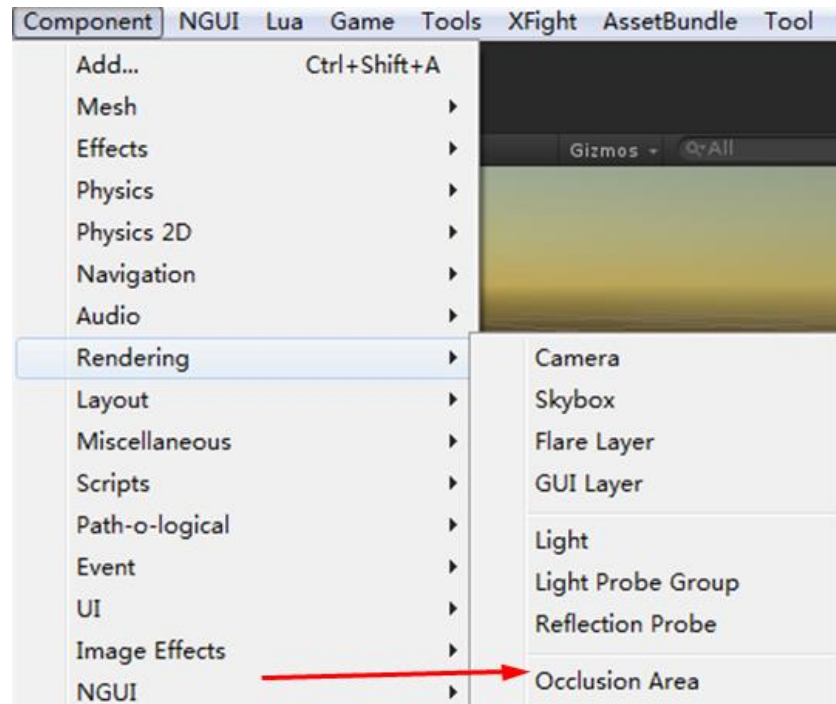 Component NGUI Lua Game Tools XFight AssetBundle Tool
Add... Ctrl+Shift+A
Mesh
Effects
Physics
Physics 2D
Navigation
Audio
Rendering
Layout
Miscellaneous
Scripts
Path-o-logical
Event
UI
Image Effects
NGUI
Gizmos All
Camera
Skybox
Flare Layer
GUI Layer
Light
Light Probe Group
Reflection Probe
Occlusion Area